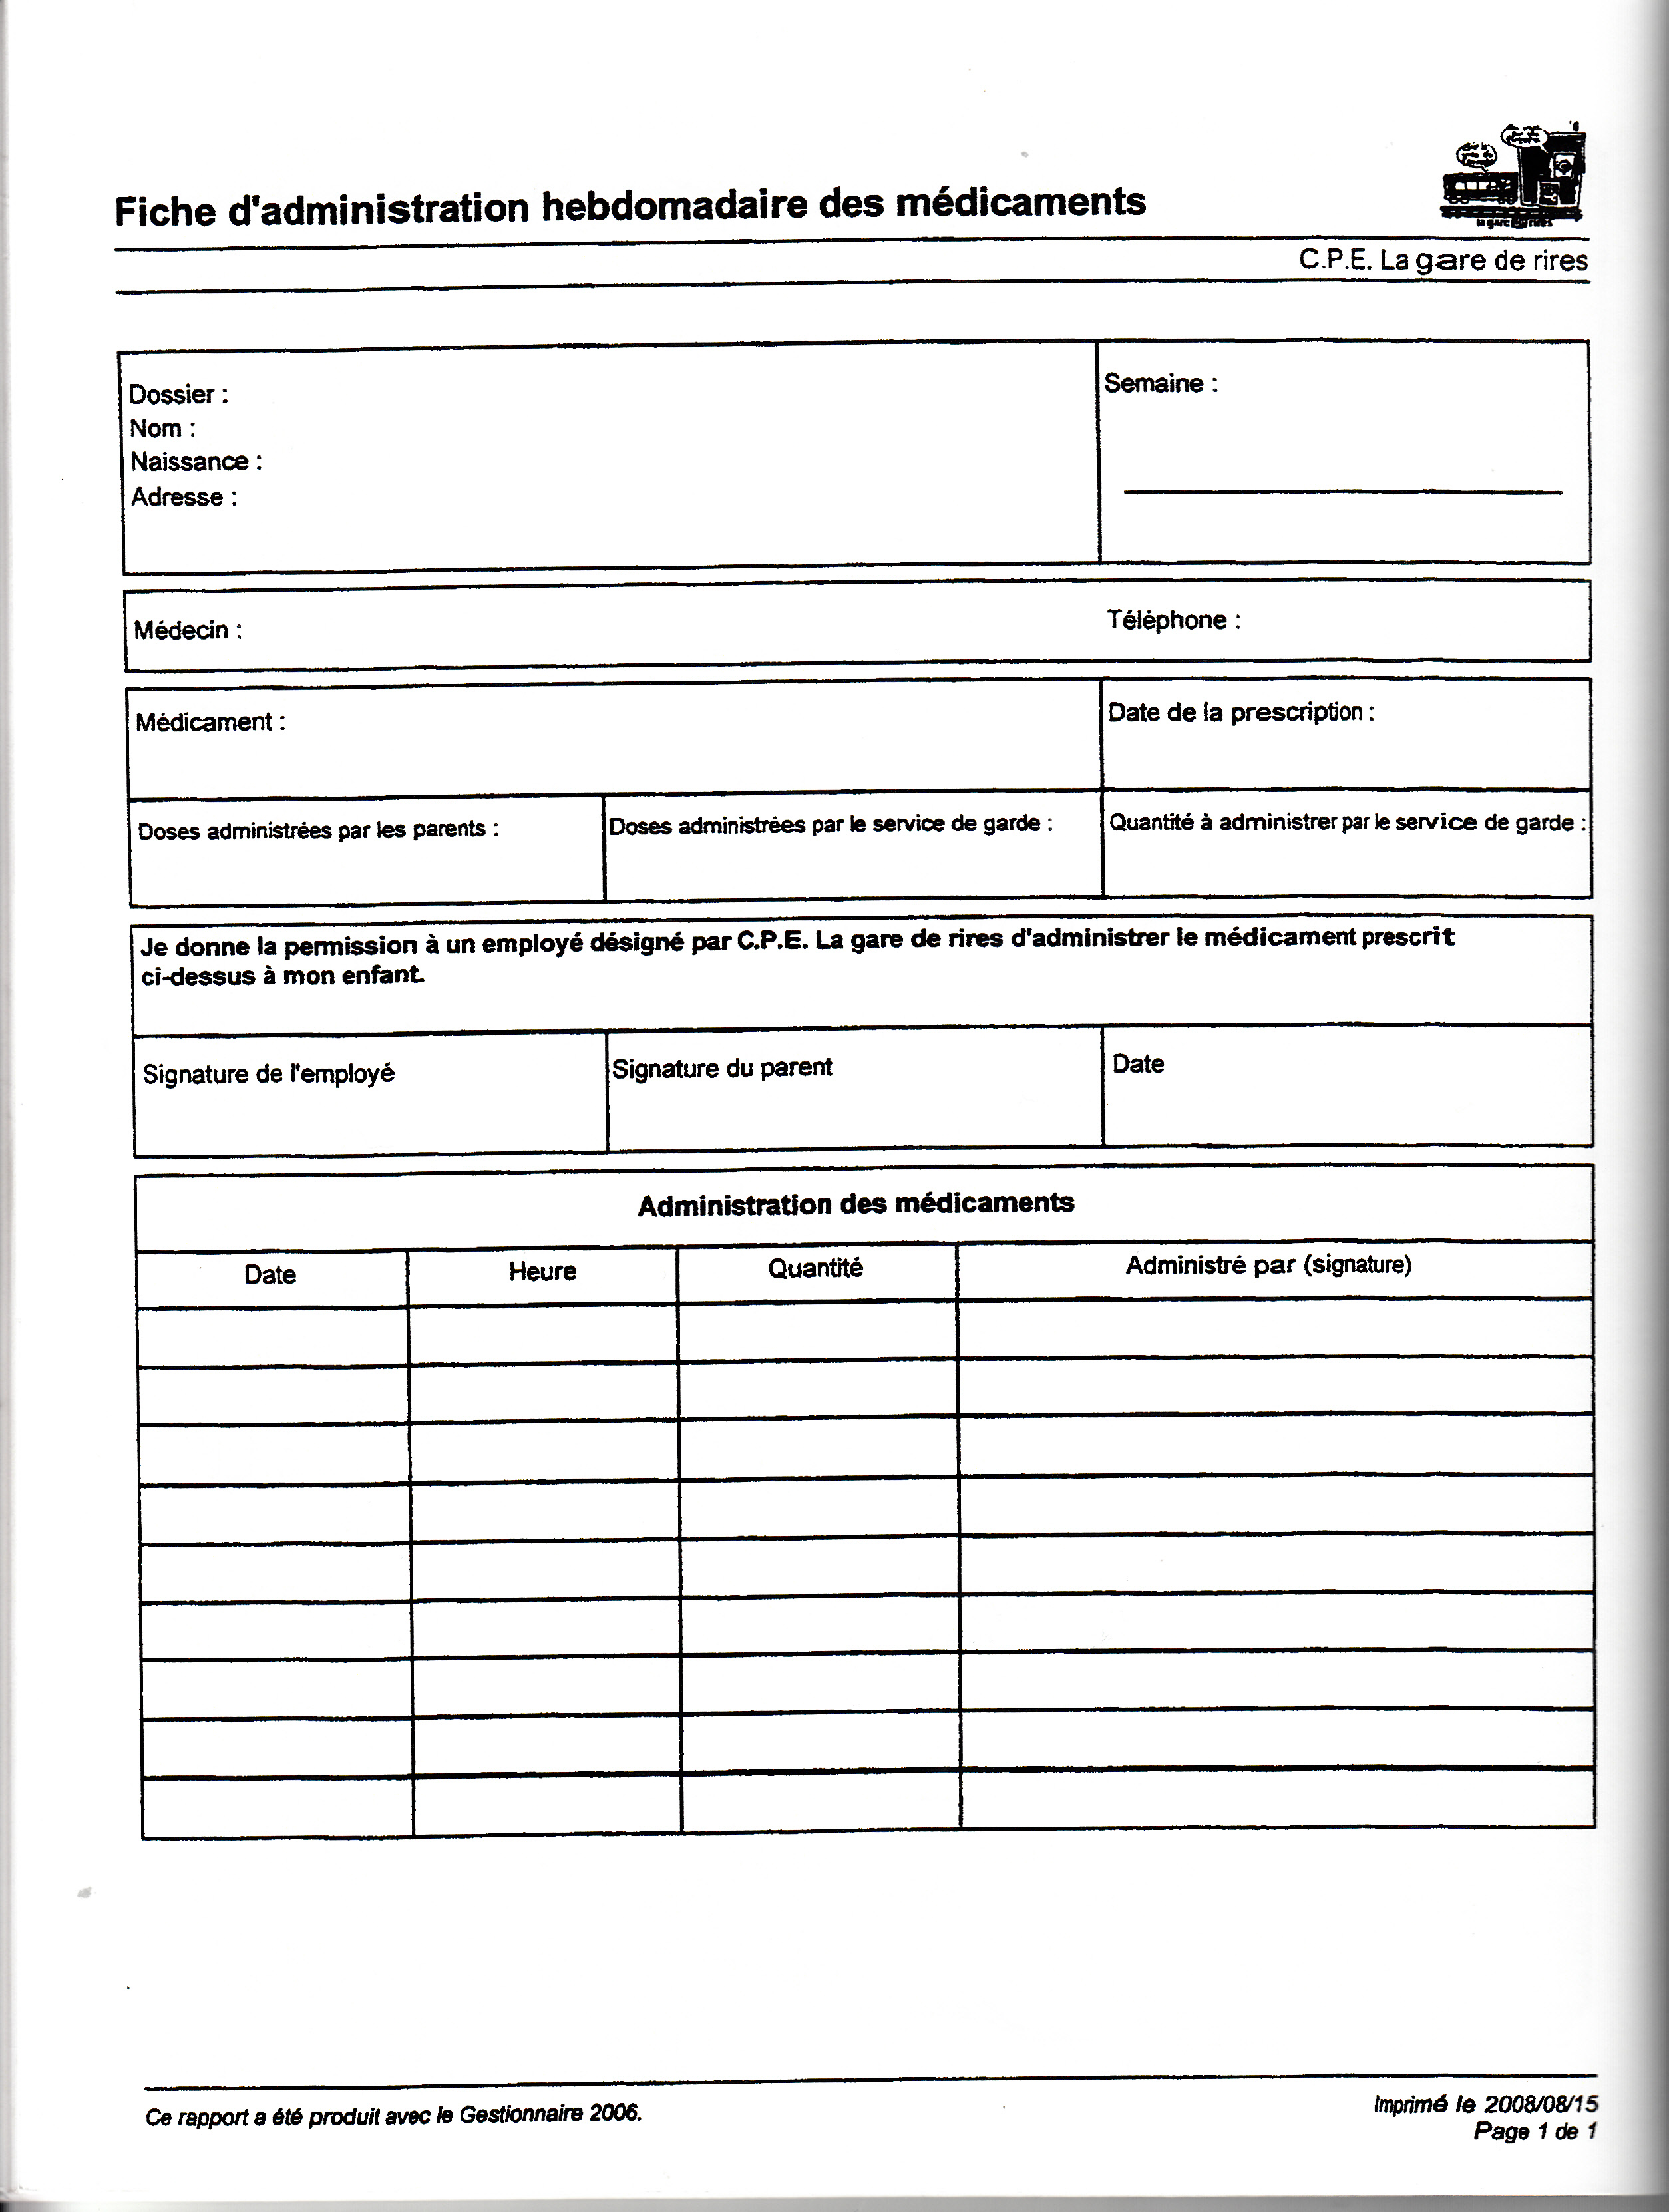 Fiche d'administration hebdomadaire des médicaments
C.P.E. La gare de rires
Dossier :
Nom :
Naissance :
Adresse :
Semaine :
Médecin :
Téléphone :
Médicament :
Date de la prescription :
Doses administrées par les parents :
Doses administrées par le service de garde :
Quantité à administrer par le service de garde :
Je donne la permission à un employé désigné par C.P.E. La gare de rires d'administrer le médicament prescrit
ci-dessus à mon enfant.
Signature de l'employé
Signature du parent
Date
Administration des médicaments
Date
Heure
Quantité
Administré par (signature)
Ce rapport a été produit avec le Gestionnaire 2006.
Imprimé le 2008/08/15
Page 1 de 1